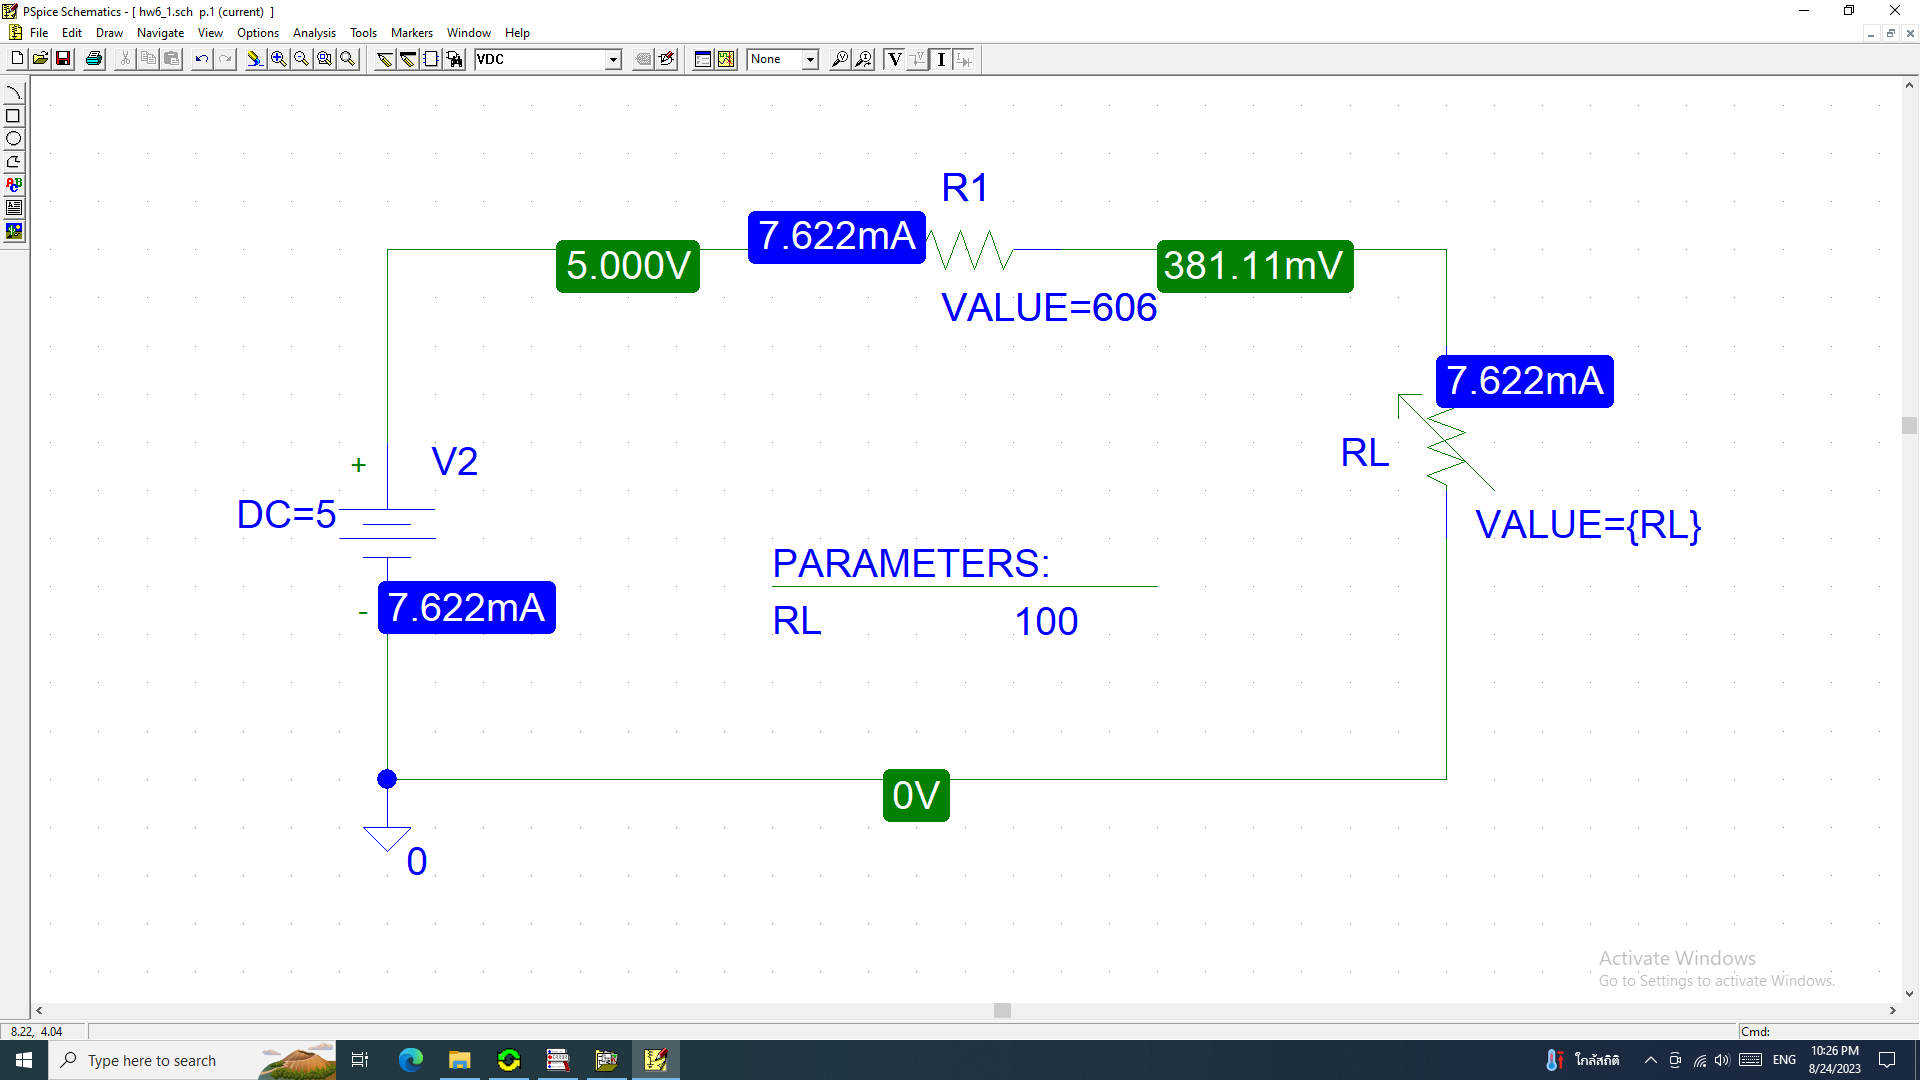 PSpice Schematics - [ hw6_1.sch p.1 (current) ]
File Edit Draw Navigate View Options Analysis Tools Markers Window Help
VDC
None
V
V
I
ABC
R1
7.622mA
5.000V
381.11mV
VALUE=606
7.622mA
+
V2
RL
DC=5
VALUE={RL}
PARAMETERS:
- 7.622mA
RL 100
0V
0
Activate Windows
Go to Settings to activate Windows.
8.22, 4.04
Cmd:
Type here to search
ใกล้สถิติ
ENG
10:26 PM
8/24/2023